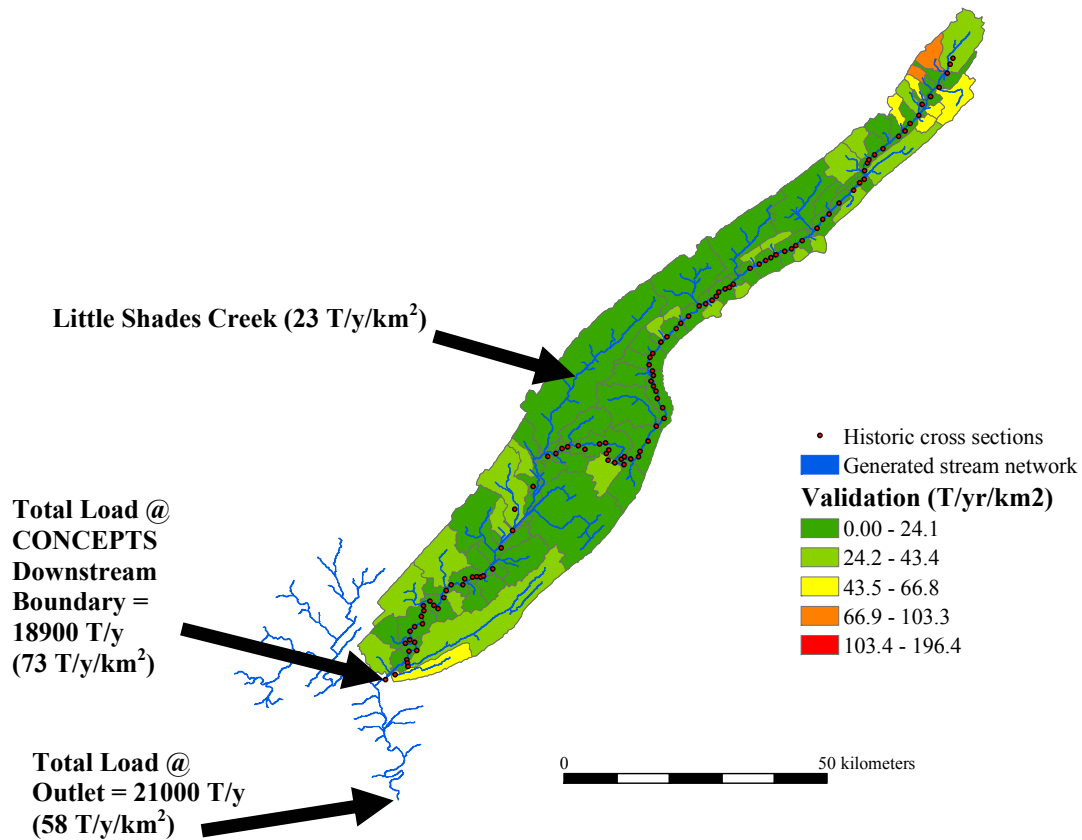 Little Shades Creek (23 T/y/km²)
Historic cross sections
Generated stream network
Validation (T/yr/km2)
0.00 - 24.1
24.2 - 43.4
43.5 - 66.8
66.9 - 103.3
103.4 - 196.4
Total Load @
CONCEPTS
Downstream
Boundary =
18900 T/y
(73 T/y/km²)
Total Load @
Outlet = 21000 T/y
(58 T/y/km²)
0 50 kilometers